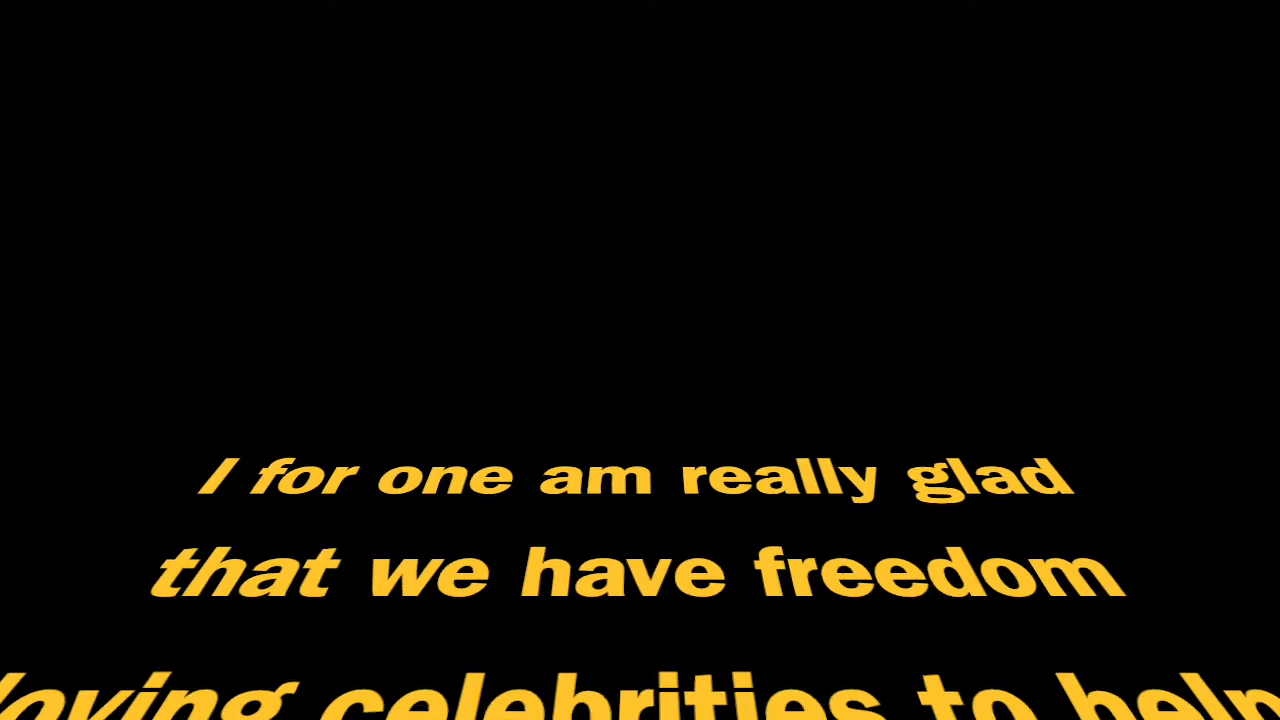 I for one am really glad
that we have freedom
loving celebrities to help